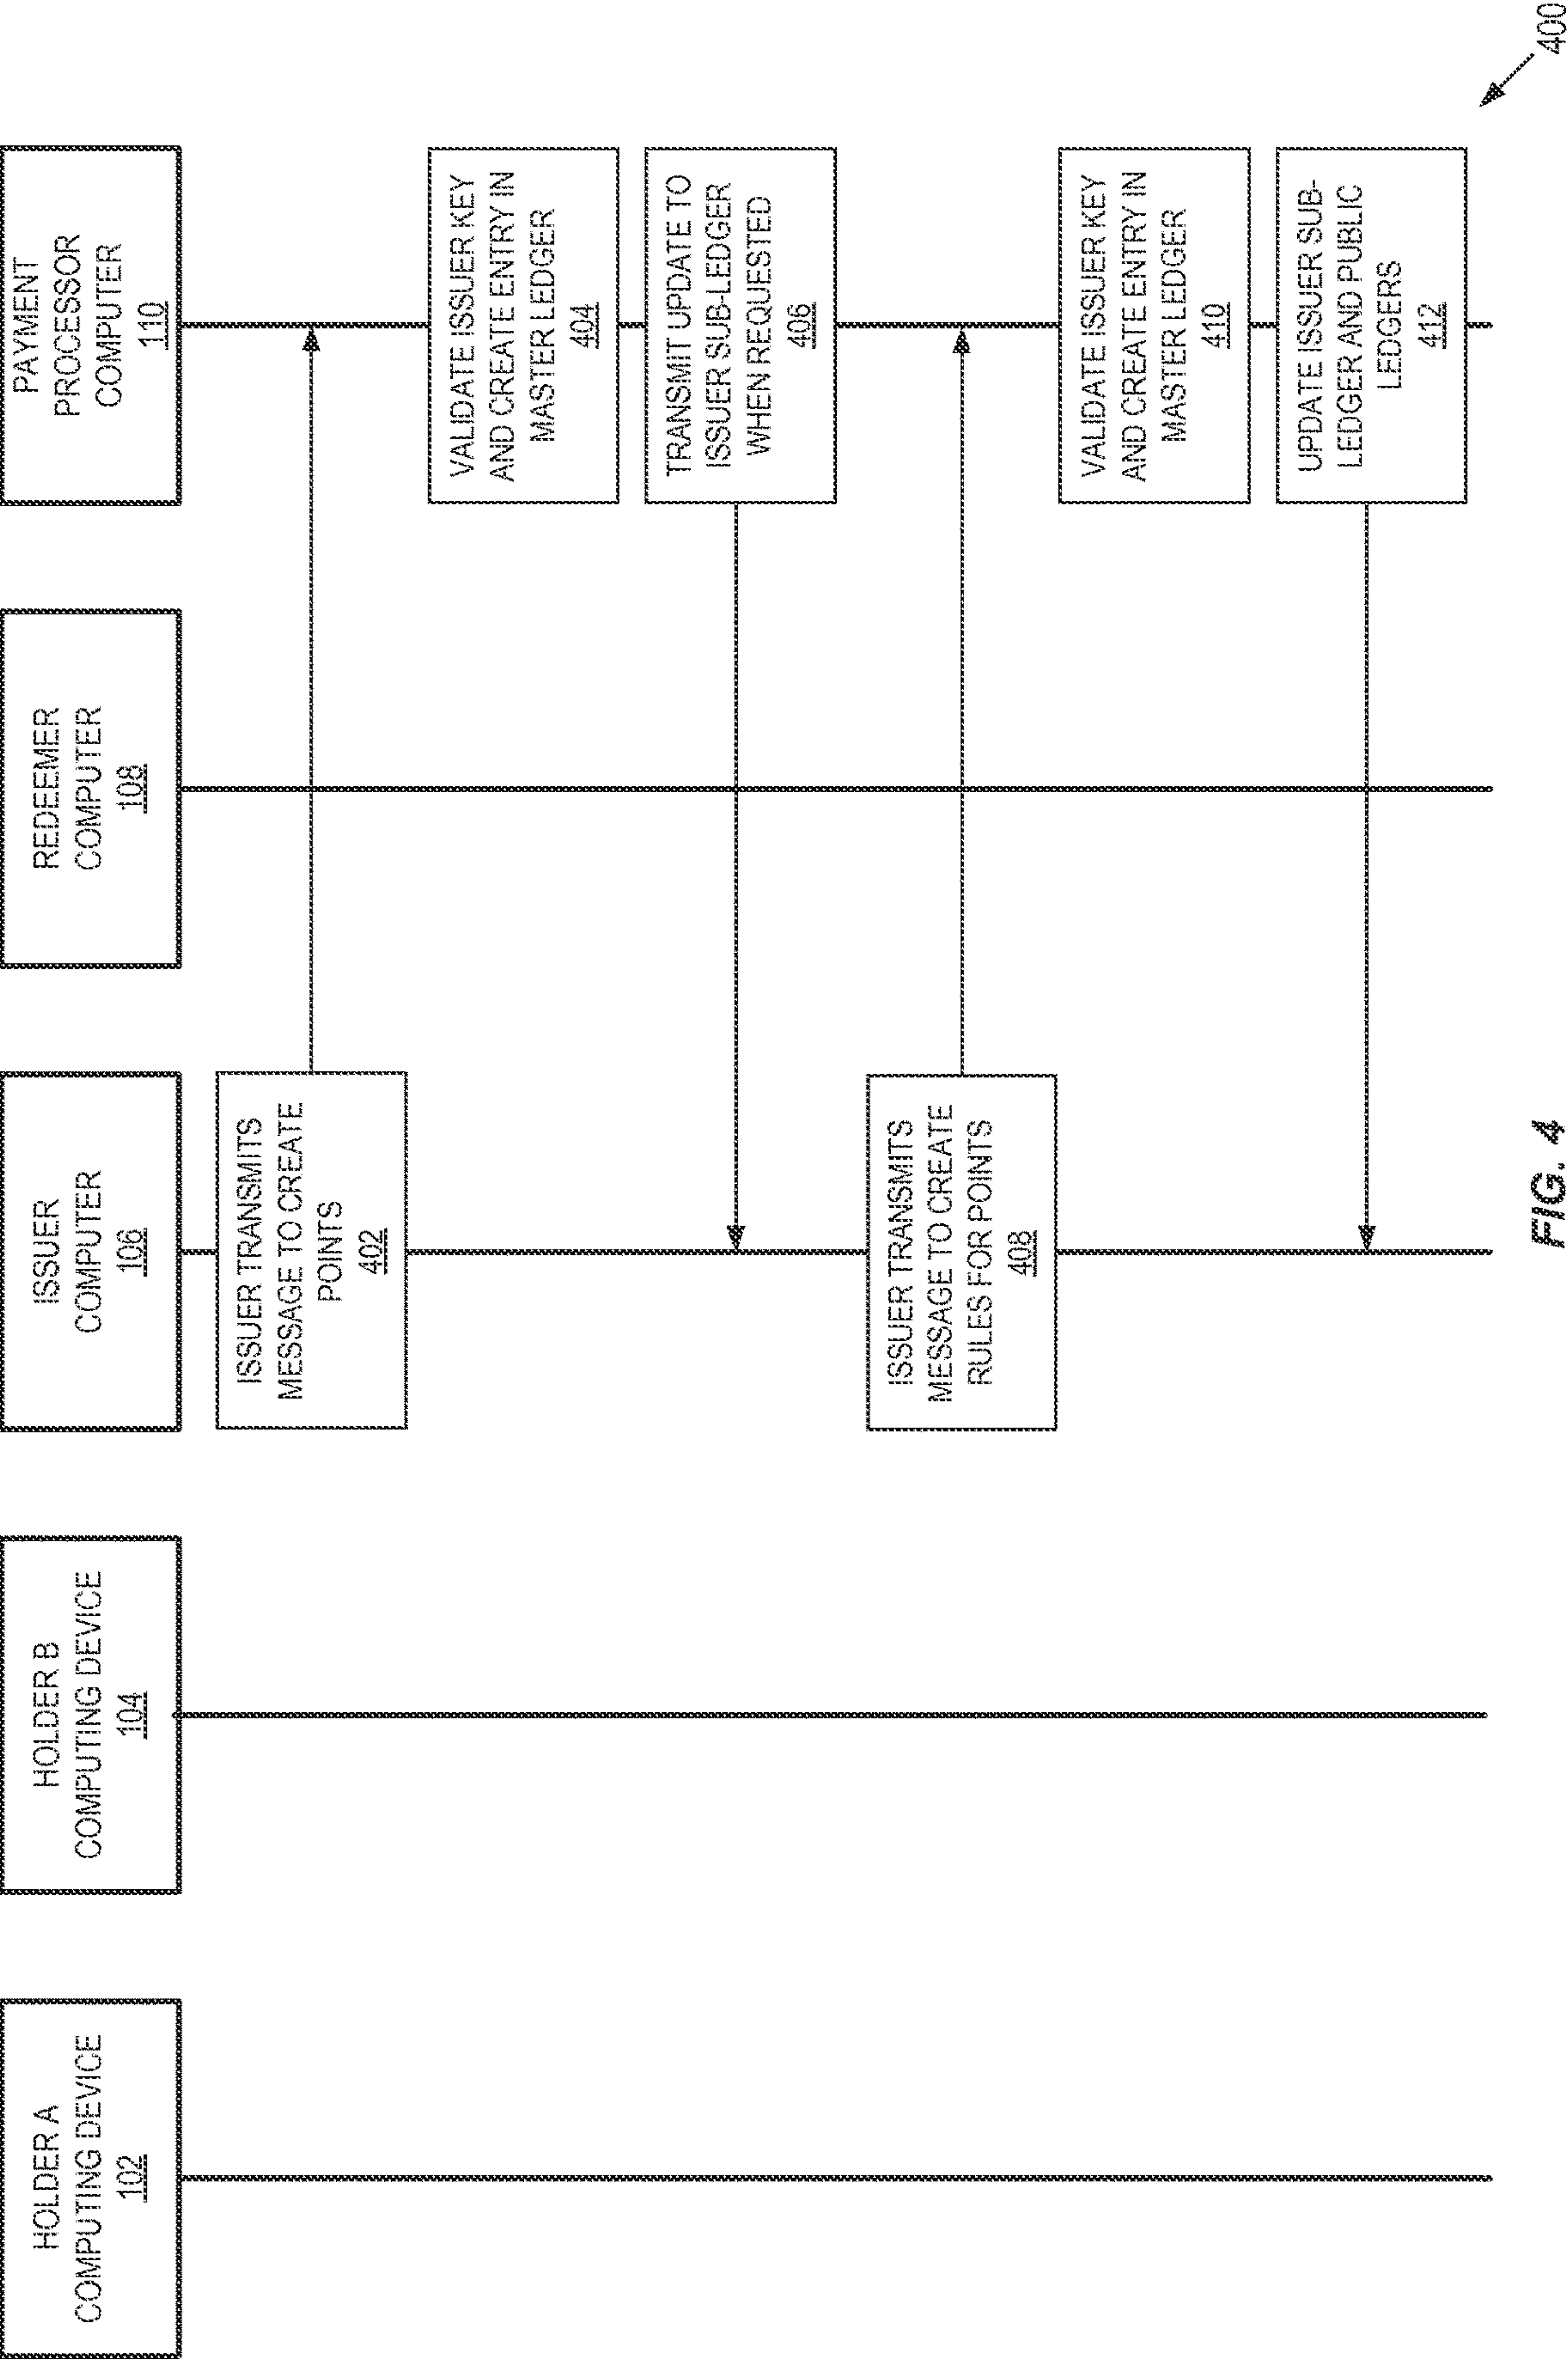 HOLDER A
COMPUTING DEVICE
102
HOLDER B
COMPUTING DEVICE
104
ISSUER
COMPUTER
106
REDEEMER
COMPUTER
108
PAYMENT
PROCESSOR
COMPUTER
110
ISSUER TRANSMITS
MESSAGE TO CREATE
POINTS
402
VALIDATE ISSUER KEY
AND CREATE ENTRY IN
MASTER LEDGER
404
TRANSMIT UPDATE TO
ISSUER SUB-LEDGER
WHEN REQUESTED
406
ISSUER TRANSMITS
MESSAGE TO CREATE
RULES FOR POINTS
408
VALIDATE ISSUER KEY
AND CREATE ENTRY IN
MASTER LEDGER
410
UPDATE ISSUER SUB-
LEDGER AND PUBLIC
LEDGERS
412
400
FIG. 4